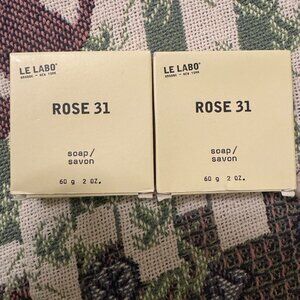 LE LABO
GRASSE — NEW YORK
ROSE 31
soap/
savon
60 g 2 OZ.
LE LABO
GRASSE — NEW YORK
ROSE 31
soap/
savon
60 g 2 OZ.